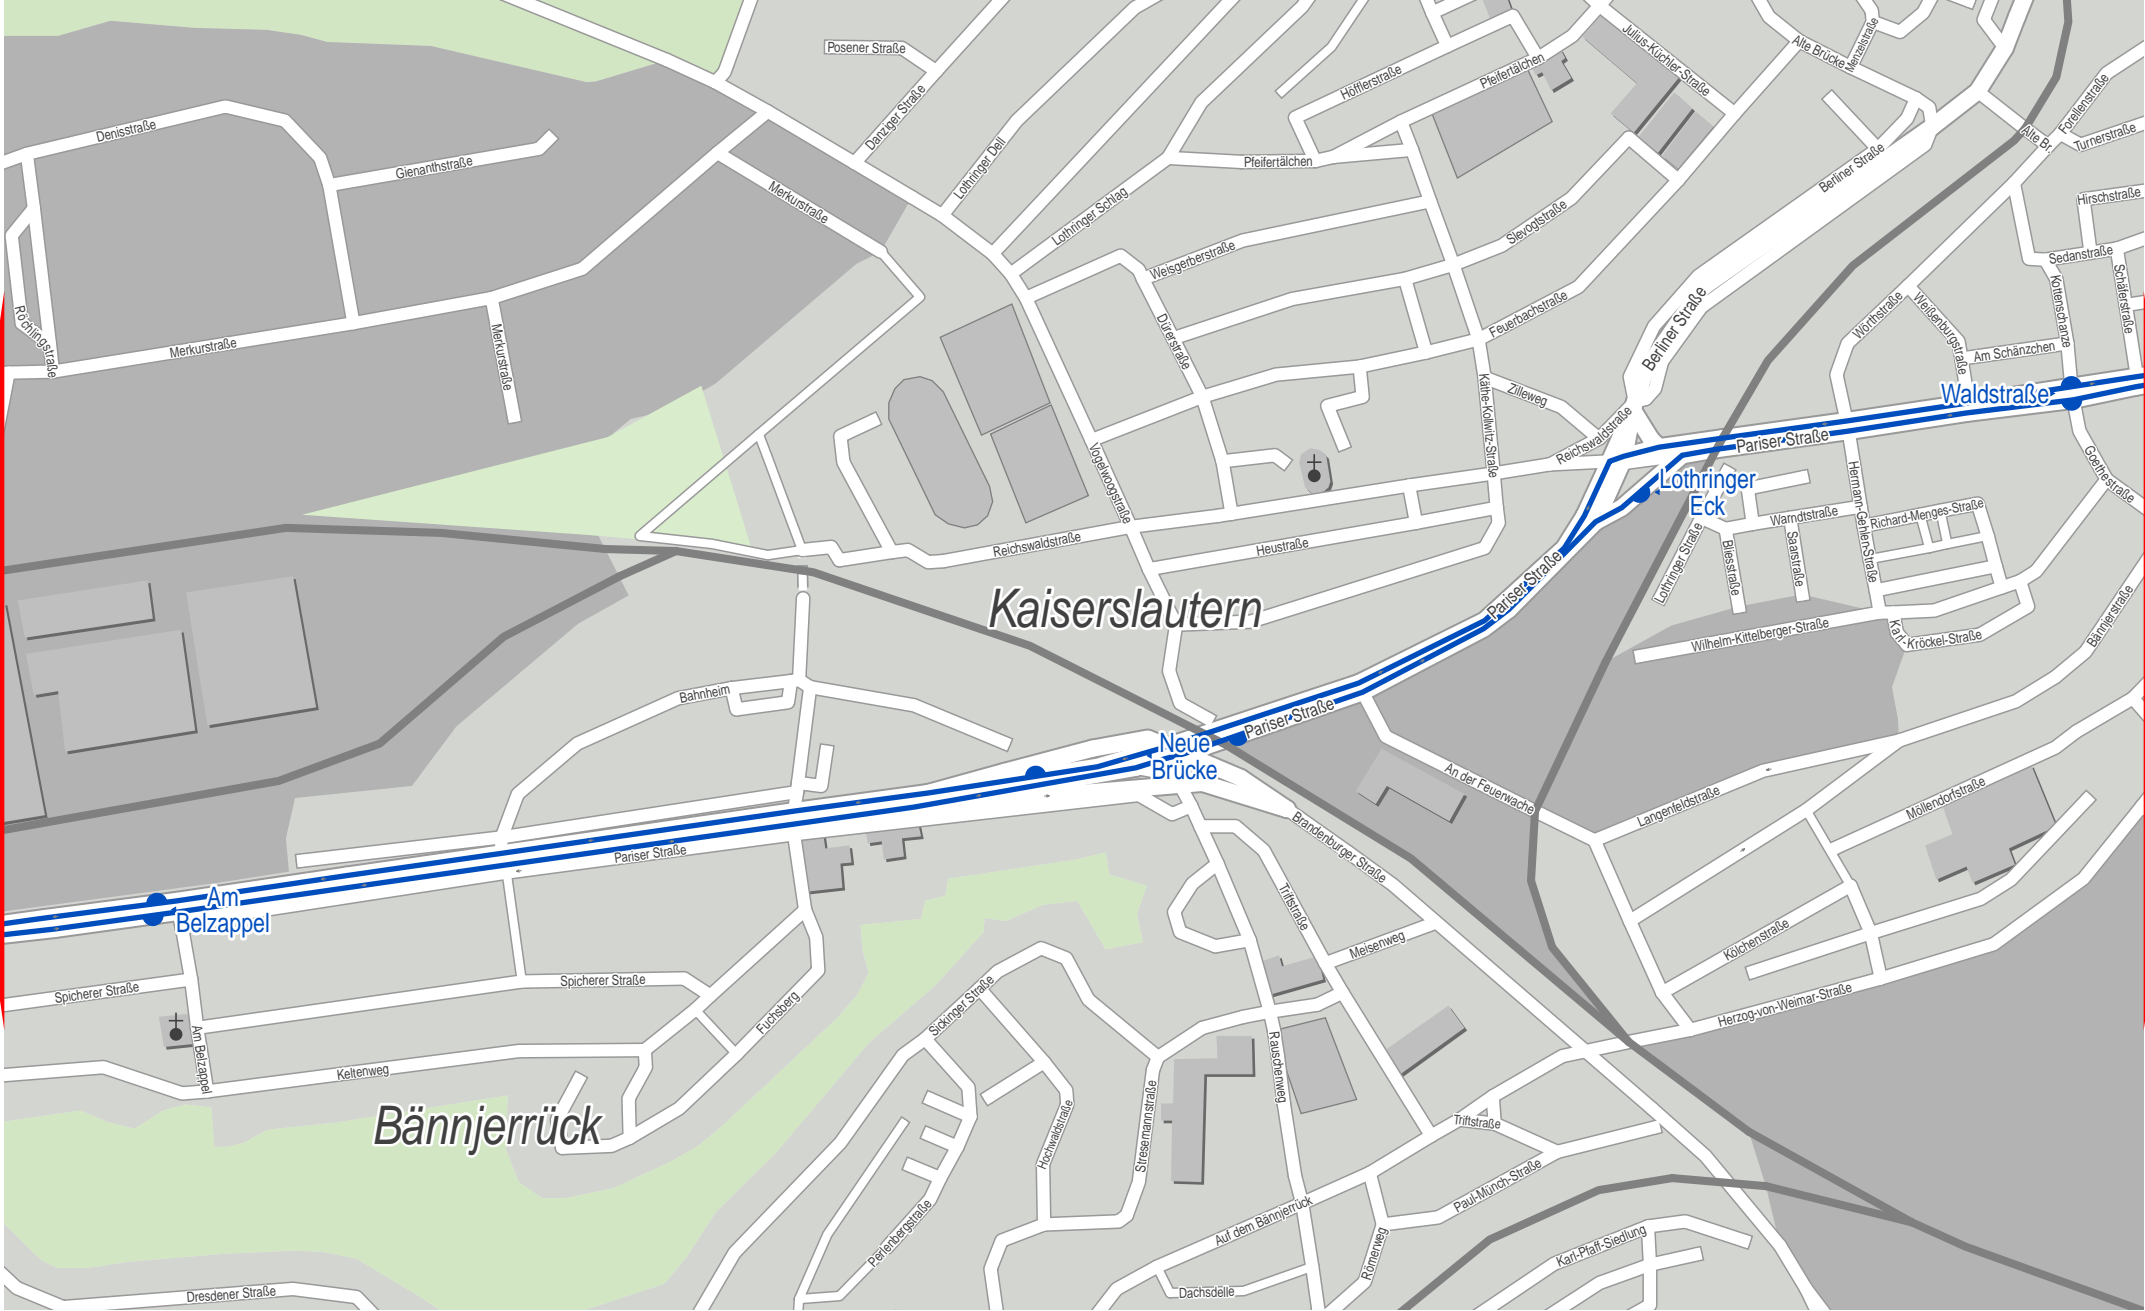 Posener Straße
Danziger Straße
Lothringer Dell
Höfflerstraße
Pfeifertälchen
Julius-Küchler-Straße
Alte Brücke
Menzelstraße
Forellenstraße
Alte Br.
Turnerstraße
Denisstraße
Gienanthstraße
Merkurstraße
Pfeifertälchen
Berliner Straße
Hirschstraße
Lothringer Schlag
Weisgerberstraße
Slevogtstraße
Sedanstraße
Schäferstraße
Kottenschanze
Röchlingstraße
Merkurstraße
Merkurstraße
Dürerstraße
Feuerbachstraße
Berliner Straße
Wörthstraße
Weißenburgstraße
Am Schänzchen
Käthe-Kollwitz-Straße
Zilleweg
Waldstraße
Reichswaldstraße
Pariser Straße
Vogelwoogstraße
Lothringer
Eck
Goethestraße
Hermann-Gehlen-Straße
Warndtstraße
Richard-Menges-Straße
Reichswaldstraße
Heustraße
Lothringer Straße
Bliesstraße
Saarstraße
Pariser Straße
Kaiserslautern
Wilhelm-Kittelberger-Straße
Karl-Kröckel-Straße
Bännjerstraße
Bahnheim
Pariser Straße
Neue
Brücke
An der Feuerwache
Langenfeldstraße
Möllendorfstraße
Brandenburger Straße
Pariser Straße
Am
Belzappel
Triftstraße
Meisenweg
Kölchenstraße
Spicherer Straße
Spicherer Straße
Fuchsberg
Sickinger Straße
Herzog-von-Weimar-Straße
Am Belzappel
Keltenweg
Rauschenweg
Bännjerrück
Hochwaldstraße
Stresemannstraße
Triftstraße
Paul-Münch-Straße
Perlenbergstraße
Auf dem Bännjerrück
Römerweg
Karl-Pfaff-Siedlung
Dresdener Straße
Dachsdelle